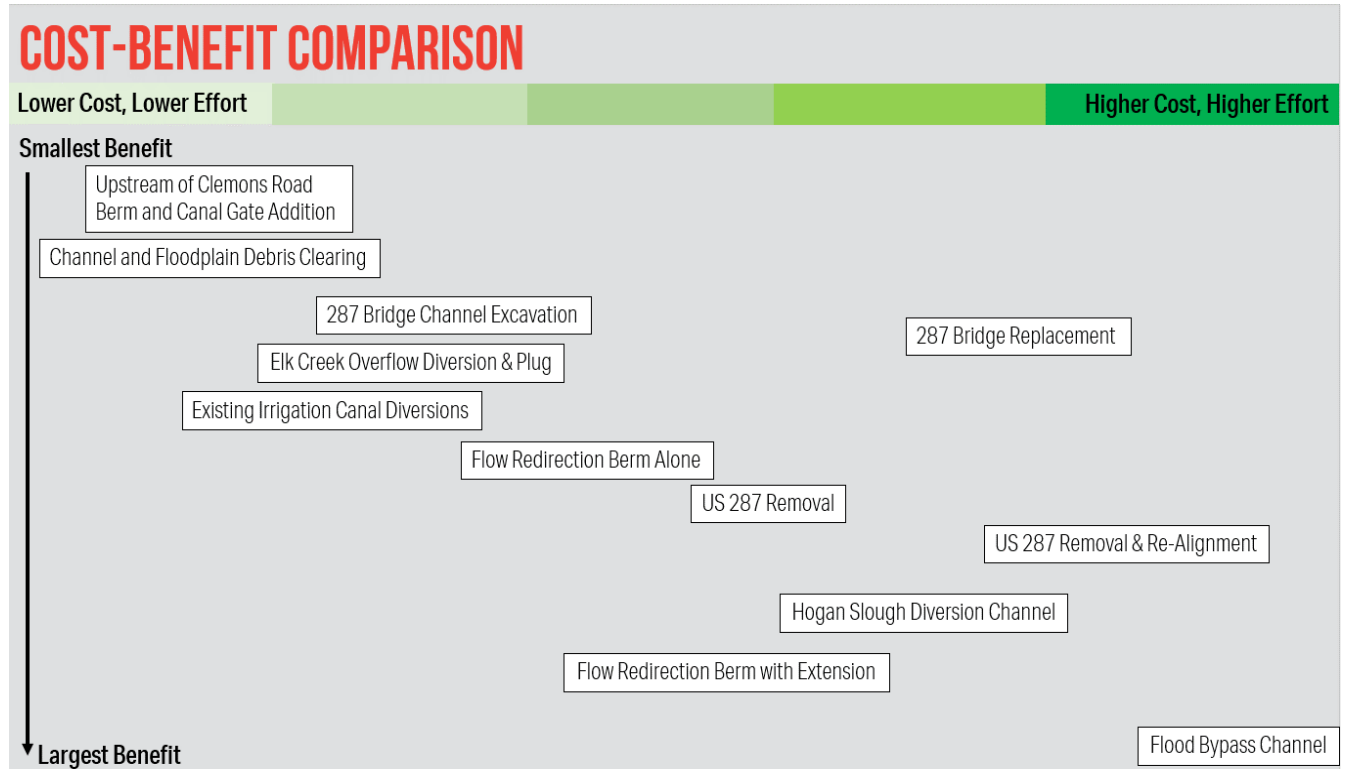 COST-BENEFIT COMPARISON
Lower Cost, Lower Effort
Higher Cost, Higher Effort
Smallest Benefit
Upstream of Clemons Road
Berm and Canal Gate Addition
Channel and Floodplain Debris Clearing
287 Bridge Channel Excavation
287 Bridge Replacement
Elk Creek Overflow Diversion & Plug
Existing Irrigation Canal Diversions
Flow Redirection Berm Alone
US 287 Removal
US 287 Removal & Re-Alignment
Hogan Slough Diversion Channel
Flow Redirection Berm with Extension
Flood Bypass Channel
Largest Benefit